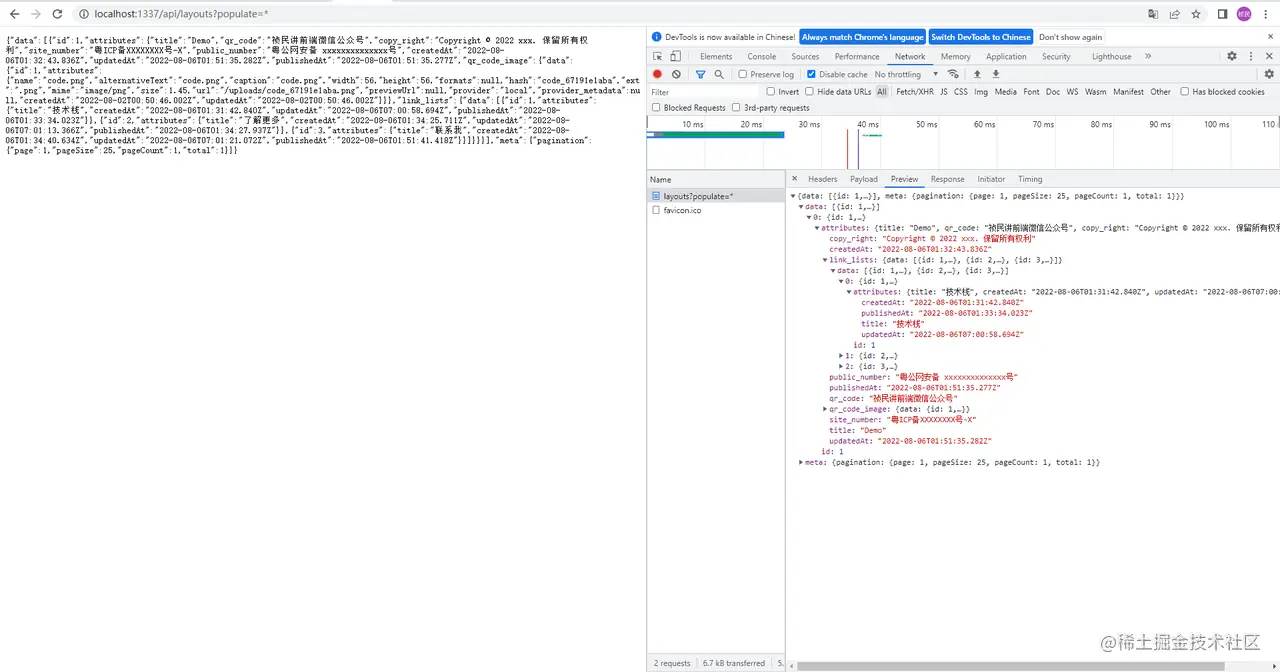 localhost:1337/api/layouts?populate=*
{"data":[{"id":1,"attributes":{"title":"Demo","qr_code":"祯民讲前端微信公众号","copy_right":"Copyright © 2022 xxx. 保留所有权
利","site_number":"粤ICP备XXXXXXXX号-X","public_number":"粤公网安备 xxxxxxxxxxxxxx号","createdAt":"2022-08-
06T01:32:43.836Z","updatedAt":"2022-08-06T01:51:35.282Z","publishedAt":"2022-08-06T01:51:35.277Z","qr_code_image":{"data":
{"id":1,"attributes":
{"name":"code.png","alternativeText":"code.png","caption":"code.png","width":56,"height":56,"formats":null,"hash":"code_67191e1aba","ext
":".png","mime":"image/png","size":1.45,"url":"/uploads/code_67191e1aba.png","previewUrl":null,"provider":"local","provider_metadata":nu
ll,"createdAt":"2022-08-02T00:50:46.002Z","updatedAt":"2022-08-02T00:50:46.002Z"}}},"link_lists":{"data":[{"id":1,"attributes":
{"title":"技术栈","createdAt":"2022-08-06T01:31:42.840Z","updatedAt":"2022-08-06T07:00:58.694Z","publishedAt":"2022-08-
06T01:33:34.023Z"}},{"id":2,"attributes":{"title":"了解更多","createdAt":"2022-08-06T01:34:25.711Z","updatedAt":"2022-08-
06T07:01:13.366Z","publishedAt":"2022-08-06T01:34:27.937Z"}},{"id":3,"attributes":{"title":"联系我","createdAt":"2022-08-
06T01:34:40.634Z","updatedAt":"2022-08-06T07:01:21.072Z","publishedAt":"2022-08-06T01:51:41.418Z"}}]}}}],"meta":{"pagination":
{"page":1,"pageSize":25,"pageCount":1,"total":1}}}
DevTools is now available in Chinese! Always match Chrome's language Switch DevTools to Chinese Don't show again
Elements Console Sources Performance Network Memory Application Security Lighthouse
Preserve log Disable cache No throttling
Filter Invert Hide data URLs All Fetch/XHR JS CSS Img Media Font Doc WS Wasm Manifest Other Has blocked cookies
Blocked Requests 3rd-party requests
10 ms 20 ms 30 ms 40 ms 50 ms 60 ms 70 ms 80 ms 90 ms 100 ms 110
Name
layouts?populate=*
favicon.ico
Headers Payload Preview Response Initiator Timing
{data: [{id: 1,…}], meta: {pagination: {page: 1, pageSize: 25, pageCount: 1, total: 1}}}
data: [{id: 1,…}]
0: {id: 1,…}
attributes: {title: "Demo", qr_code: "祯民讲前端微信公众号", copy_right: "Copyright © 2022 xxx. 保留所有权利
copy_right: "Copyright © 2022 xxx. 保留所有权利"
createdAt: "2022-08-06T01:32:43.836Z"
link_lists: {data: [{id: 1,…}, {id: 2,…}, {id: 3,…}]}
data: [{id: 1,…}, {id: 2,…}, {id: 3,…}]
0: {id: 1,…}
attributes: {title: "技术栈", createdAt: "2022-08-06T01:31:42.840Z", updatedAt: "2022-08-06T07:00:
createdAt: "2022-08-06T01:31:42.840Z"
publishedAt: "2022-08-06T01:33:34.023Z"
title: "技术栈"
updatedAt: "2022-08-06T07:00:58.694Z"
id: 1
1: {id: 2,…}
2: {id: 3,…}
public_number: "粤公网安备 xxxxxxxxxxxxxx号"
publishedAt: "2022-08-06T01:51:35.277Z"
qr_code: "祯民讲前端微信公众号"
qr_code_image: {data: {id: 1,…}}
site_number: "粤ICP备XXXXXXXX号-X"
title: "Demo"
updatedAt: "2022-08-06T01:51:35.282Z"
id: 1
meta: {pagination: {page: 1, pageSize: 25, pageCount: 1, total: 1}}
2 requests 6.7 kB transferred 5.
@稀土掘金技术社区